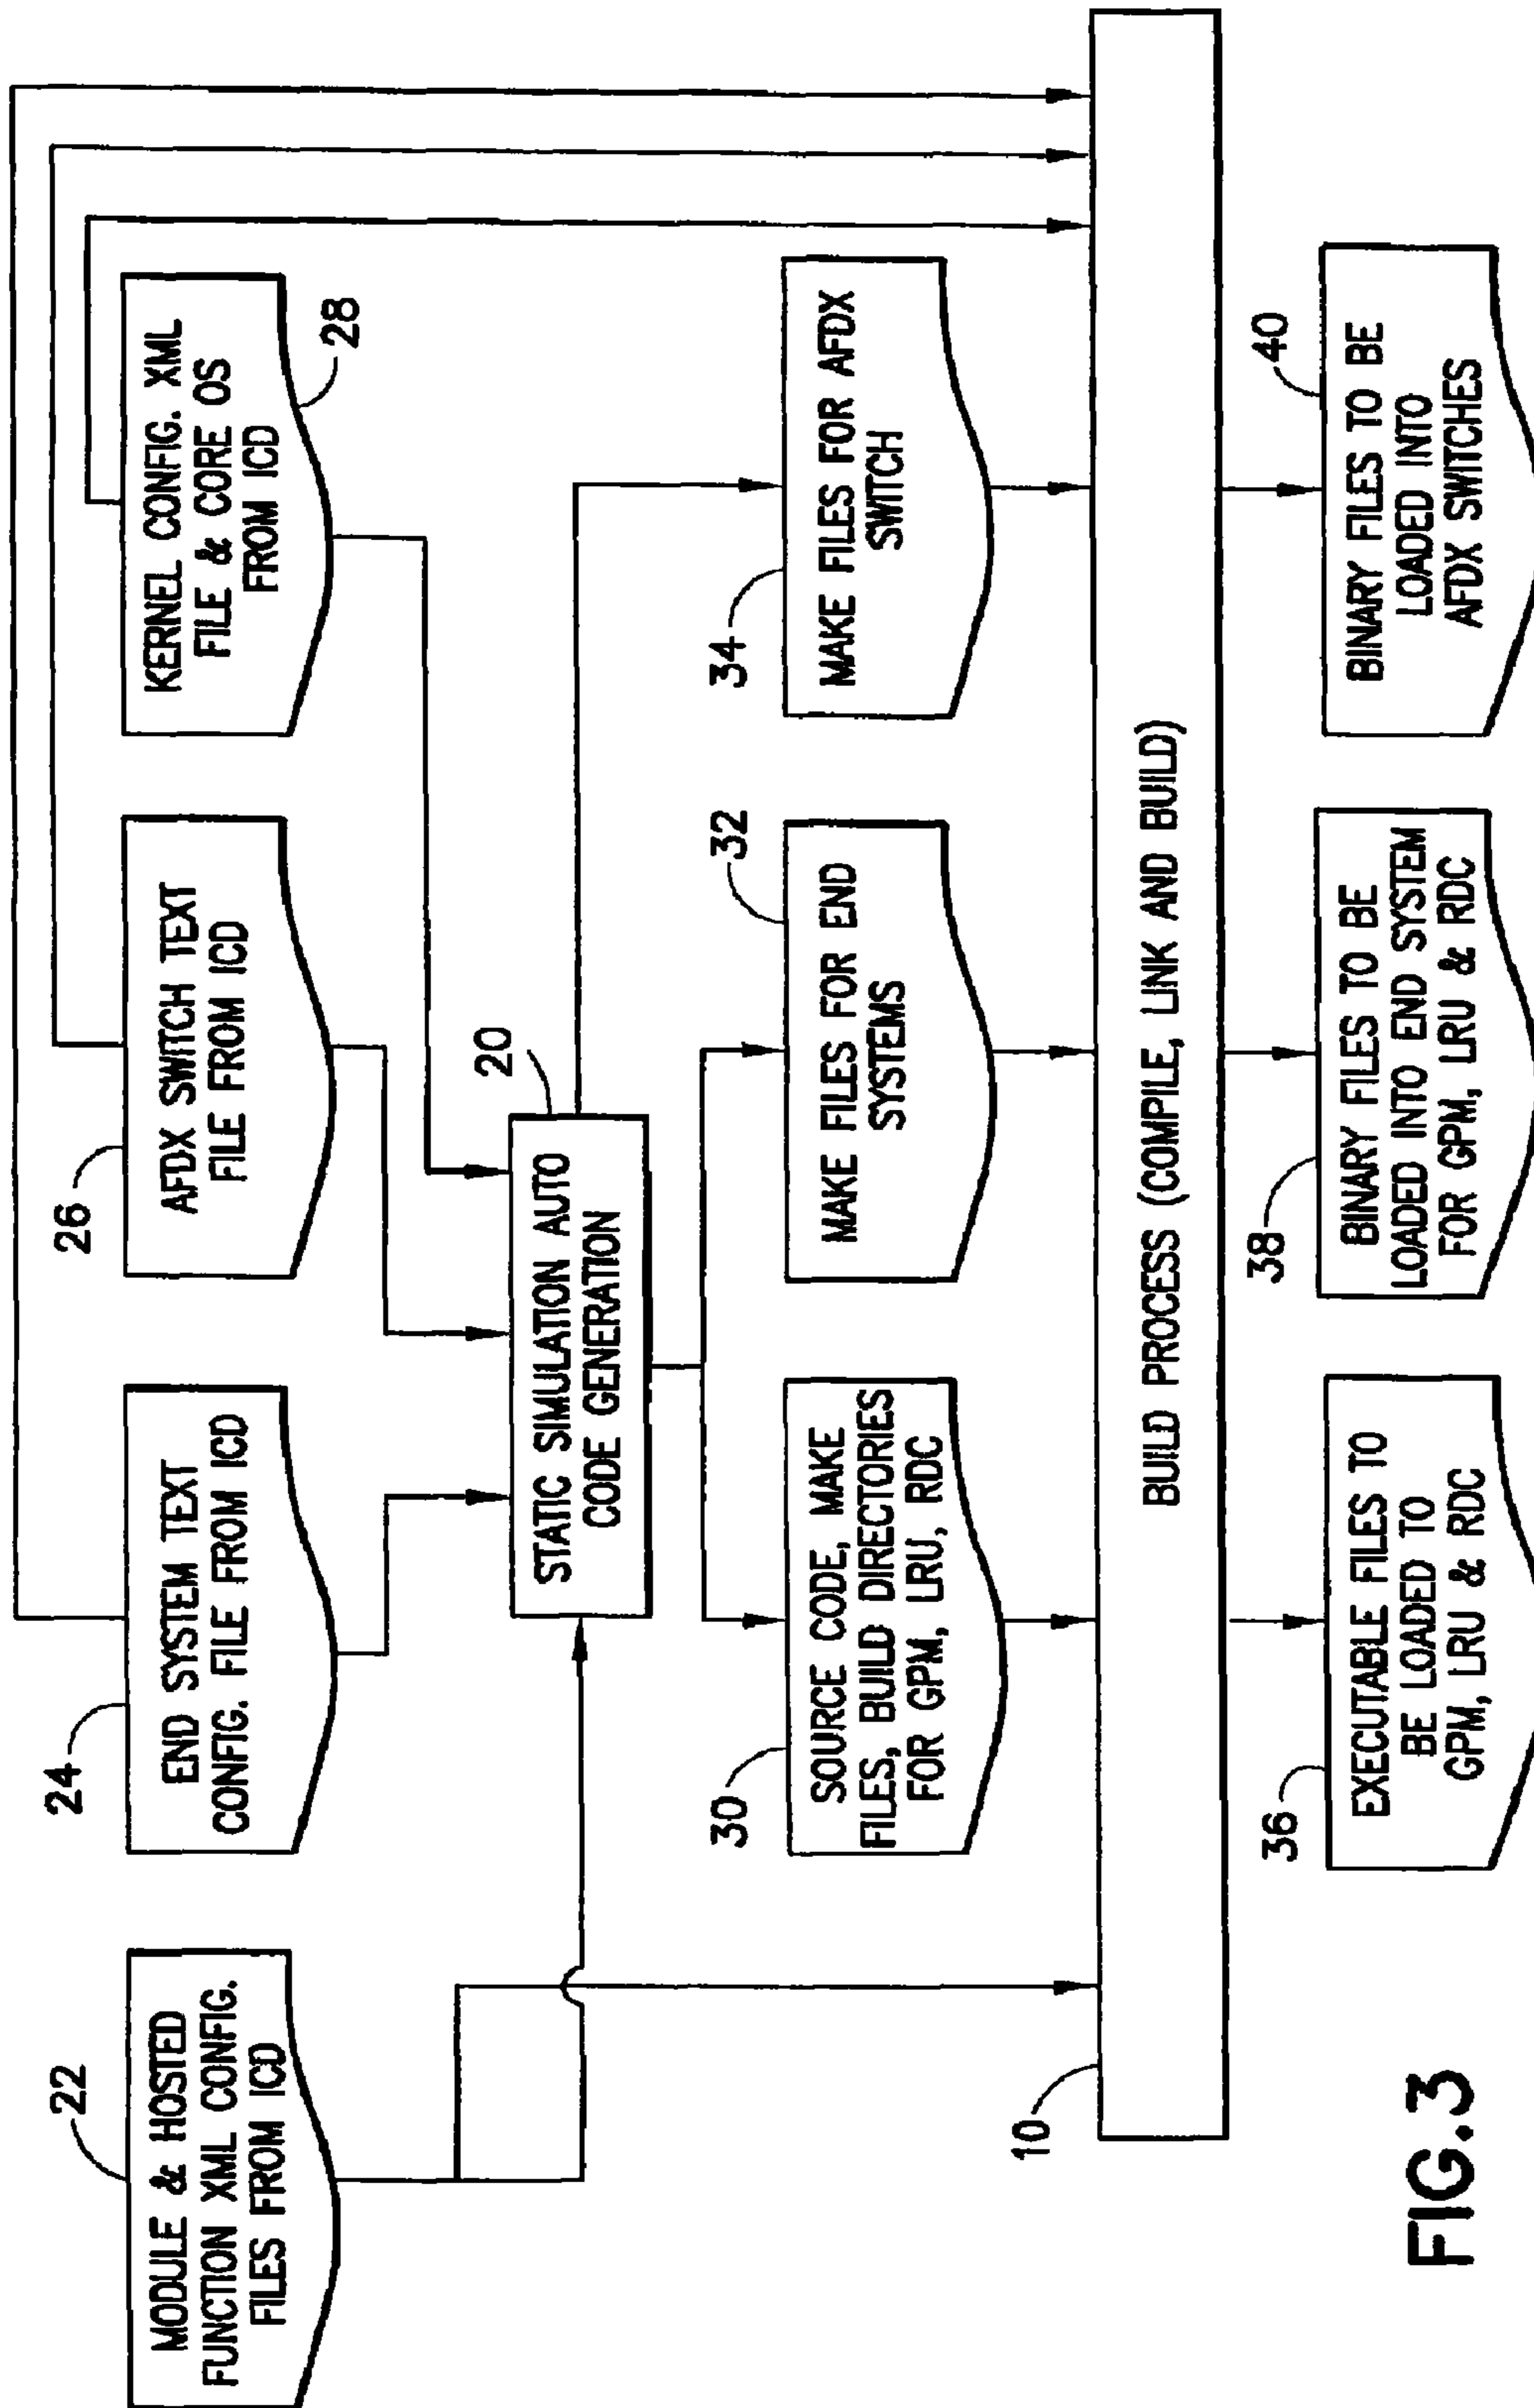 22
MODULE & HOSTED
FUNCTION XML CONFIG.
FILES FROM ICD
24
END SYSTEM TEXT
CONFIG. FILE FROM ICD
26
AFDX SWITCH TEXT
FILE FROM ICD
KERNEL CONFIG. XML
FILE & CORE OS
FROM ICD
28
20
STATIC SIMULATION AUTO
CODE GENERATION
30
SOURCE CODE, MAKE
FILES, BUILD DIRECTORIES
FOR GPM, LRU, RDC
32
MAKE FILES FOR END
SYSTEMS
34
MAKE FILES FOR AFDX
SWITCH
10
BUILD PROCESS (COMPILE, LINK AND BUILD)
36
EXECUTABLE FILES TO
BE LOADED TO
GPM, LRU & RDC
38
BINARY FILES TO BE
LOADED INTO END SYSTEM
FOR GPM, LRU & RDC
40
BINARY FILES TO BE
LOADED INTO
AFDX SWITCHES
FIG.3